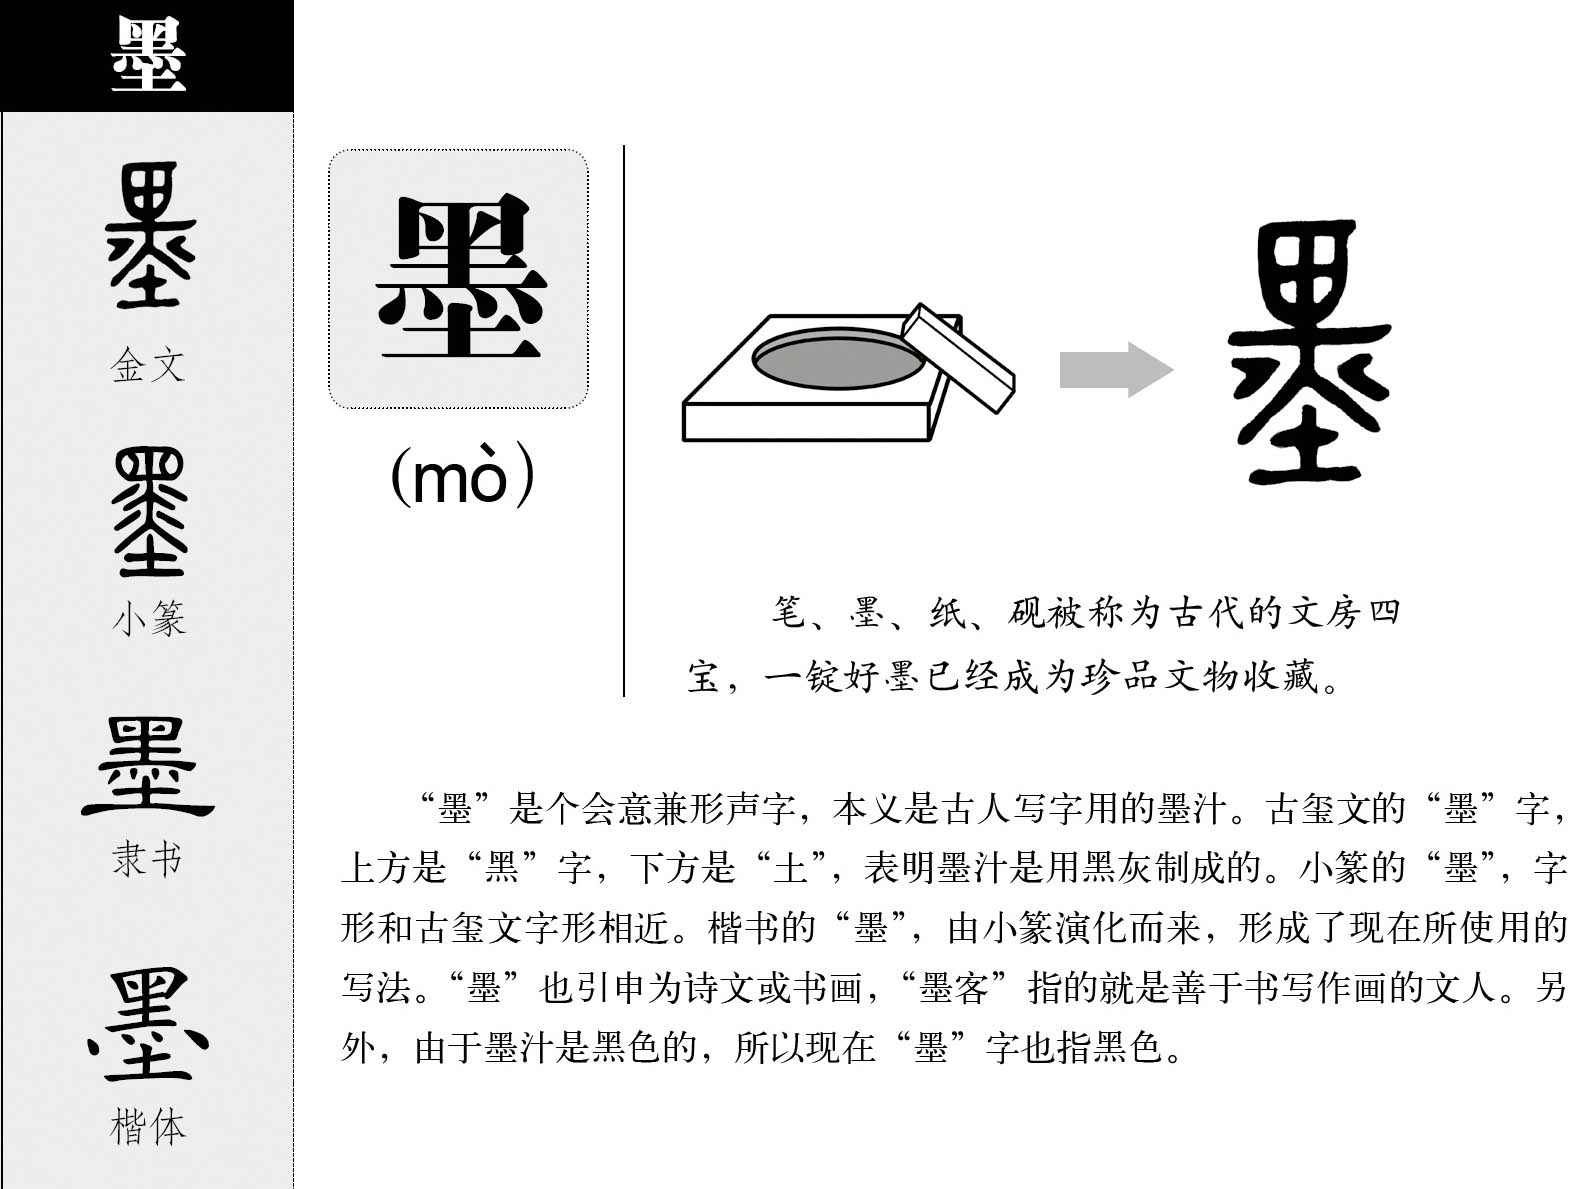 墨
墨
金文
墨
小篆
墨
隶书
墨
楷体
墨
(mò)
墨
笔、墨、纸、砚被称为古代的文房四
宝，一锭好墨已经成为珍品文物收藏。
“墨”是个会意兼形声字，本义是古人写字用的墨汁。古玺文的“墨”字，
上方是“黑”字，下方是“土”，表明墨汁是用黑灰制成的。小篆的“墨”，字
形和古玺文字形相近。楷书的“墨”，由小篆演化而来，形成了现在所使用的
写法。“墨”也引申为诗文或书画，“墨客”指的就是善于书写作画的文人。另
外，由于墨汁是黑色的，所以现在“墨”字也指黑色。